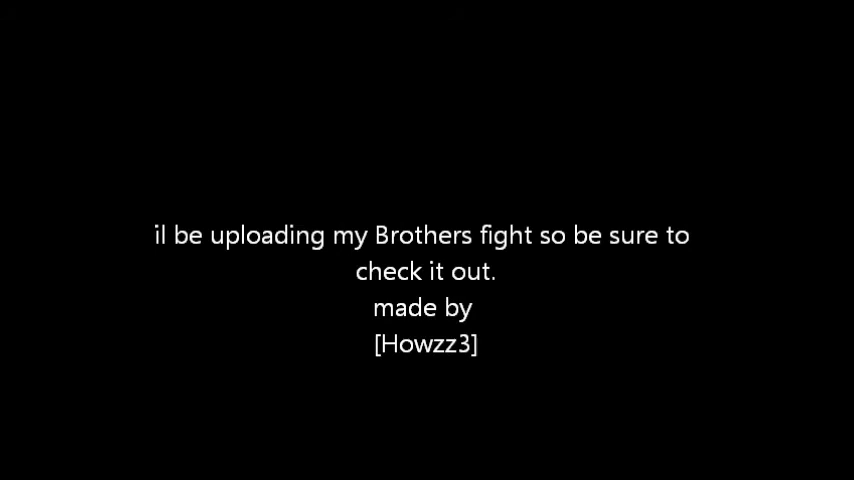 il be uploading my Brothers fight so be sure to
check it out.
made by
[Howzz3]